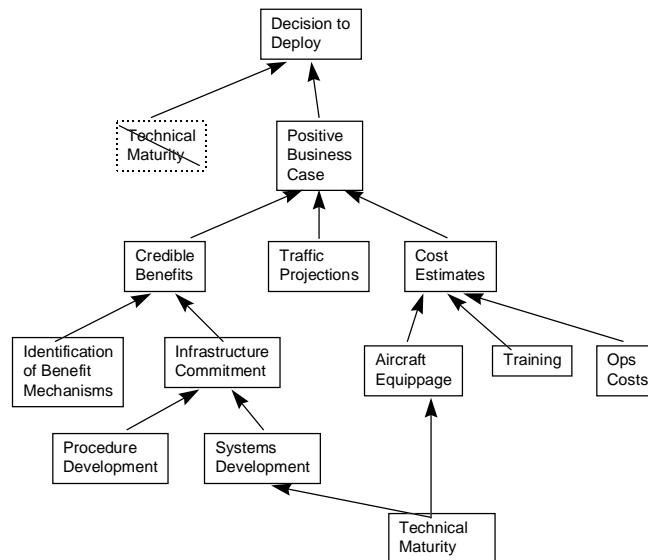 Decision to
Deploy
Technical
Maturity
Positive
Business
Case
Credible
Benefits
Traffic
Projections
Cost
Estimates
Identification
of Benefit
Mechanisms
Infrastructure
Commitment
Aircraft
Equippage
Training
Ops
Costs
Procedure
Development
Systems
Development
Technical
Maturity